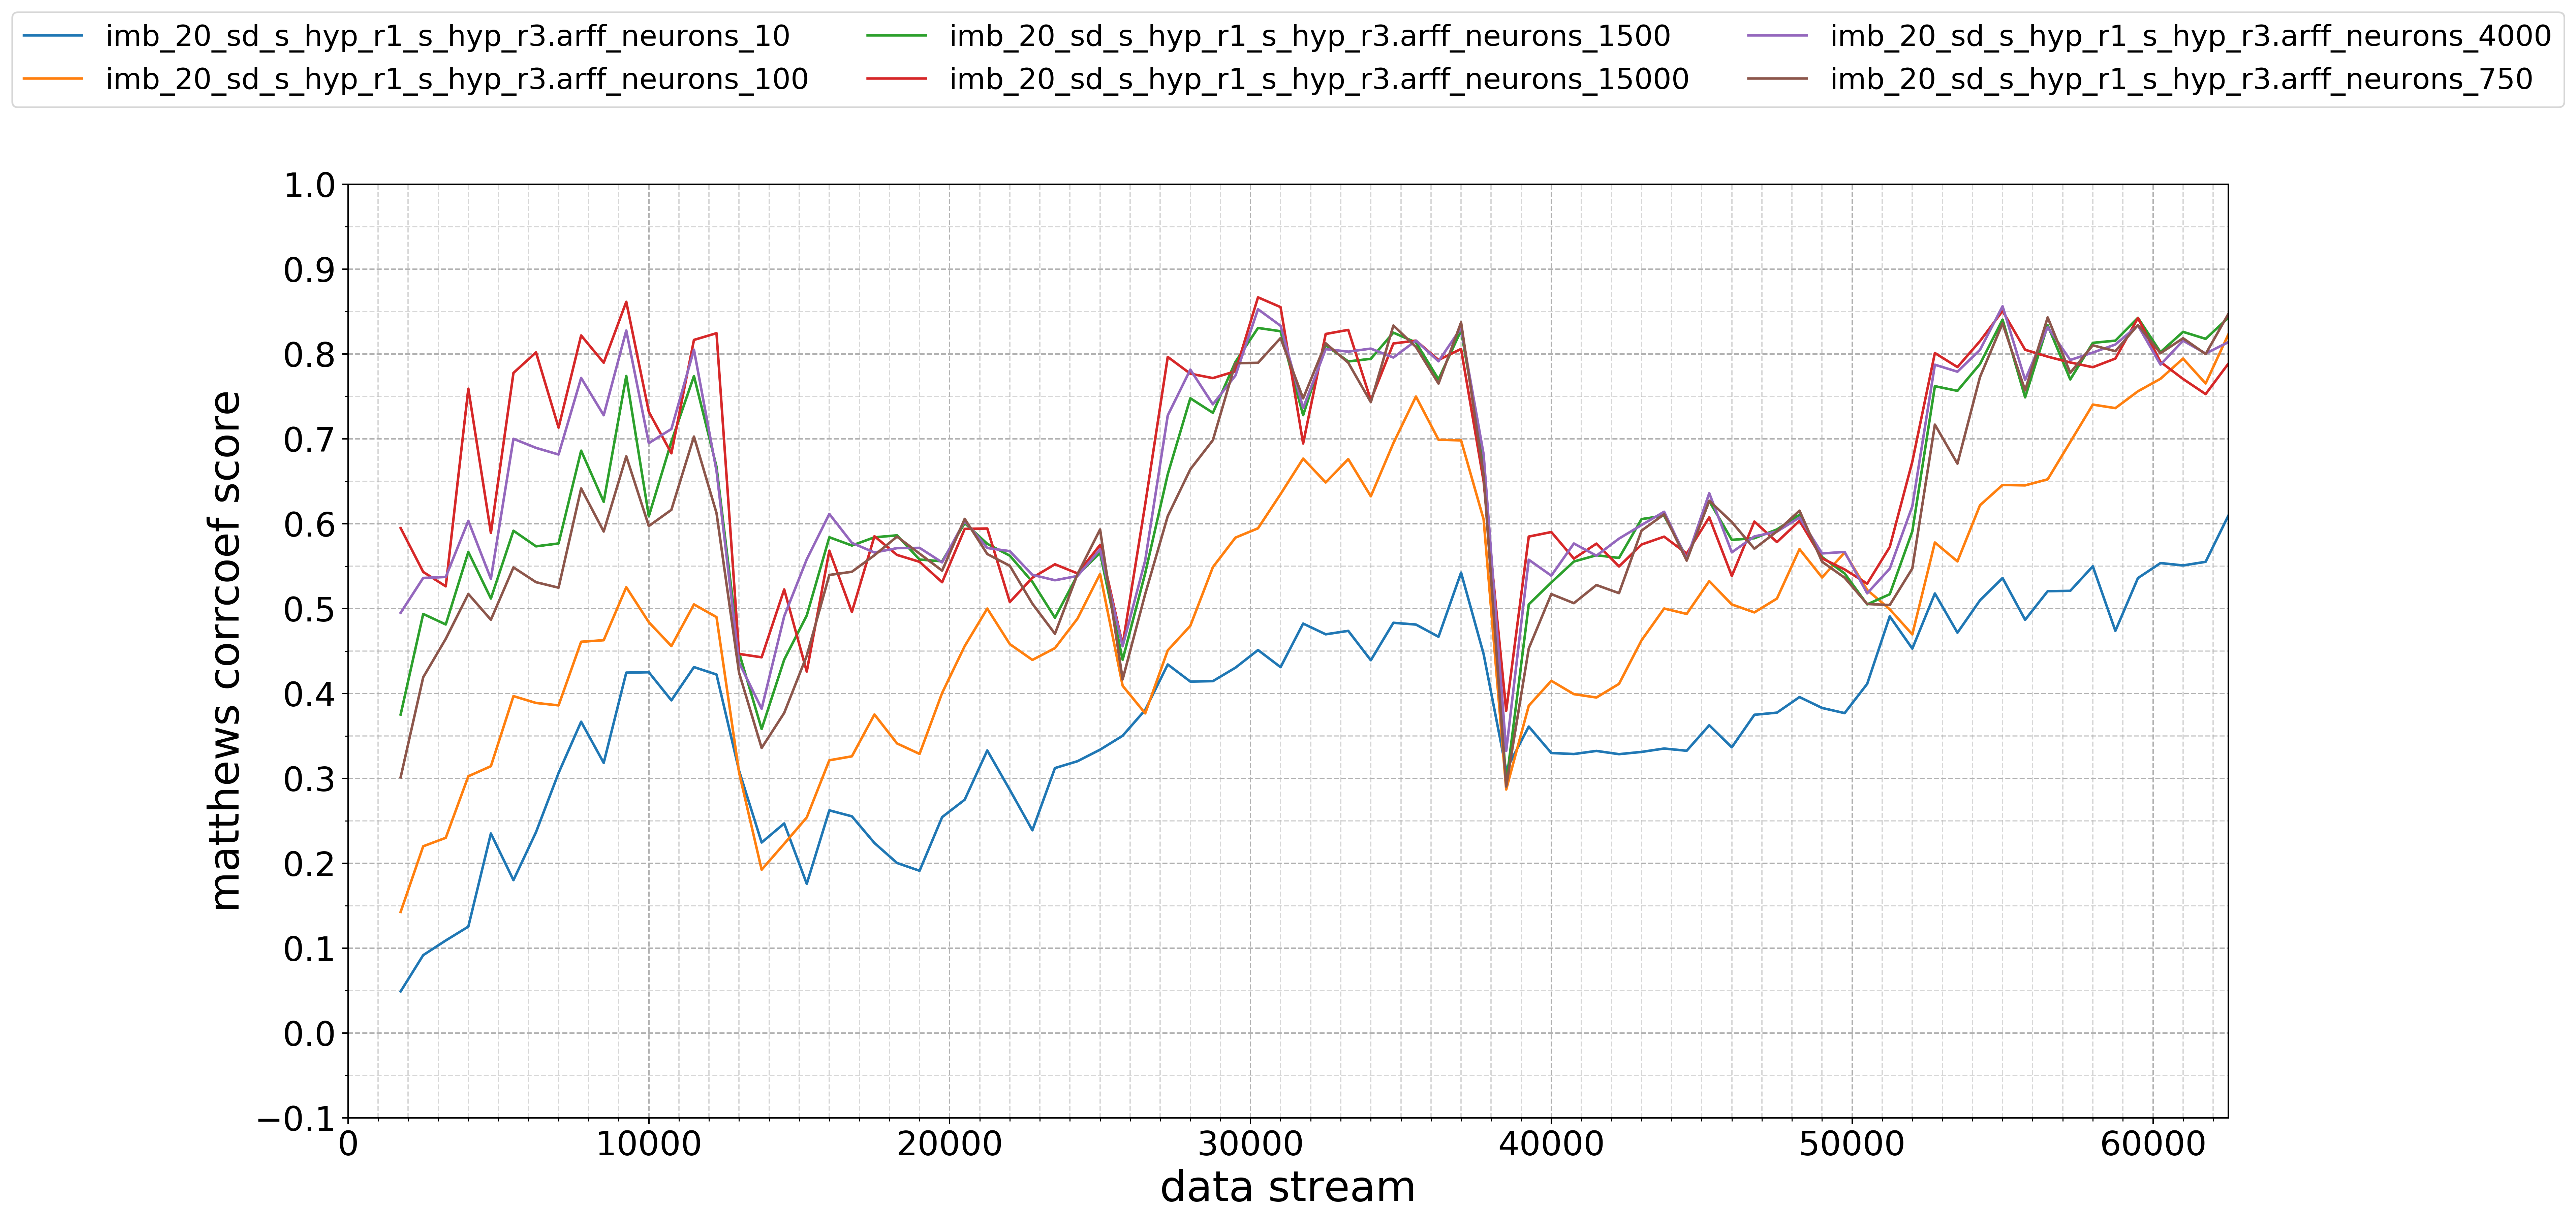 imb_20_sd_s_hyp_r1_s_hyp_r3.arff_neurons_10
imb_20_sd_s_hyp_r1_s_hyp_r3.arff_neurons_100
imb_20_sd_s_hyp_r1_s_hyp_r3.arff_neurons_1500
imb_20_sd_s_hyp_r1_s_hyp_r3.arff_neurons_15000
imb_20_sd_s_hyp_r1_s_hyp_r3.arff_neurons_4000
imb_20_sd_s_hyp_r1_s_hyp_r3.arff_neurons_750
matthews corrcoef score
1.0
0.9
0.8
0.7
0.6
0.5
0.4
0.3
0.2
0.1
0.0
−0.1
0 10000 20000 30000 40000 50000 60000
data stream